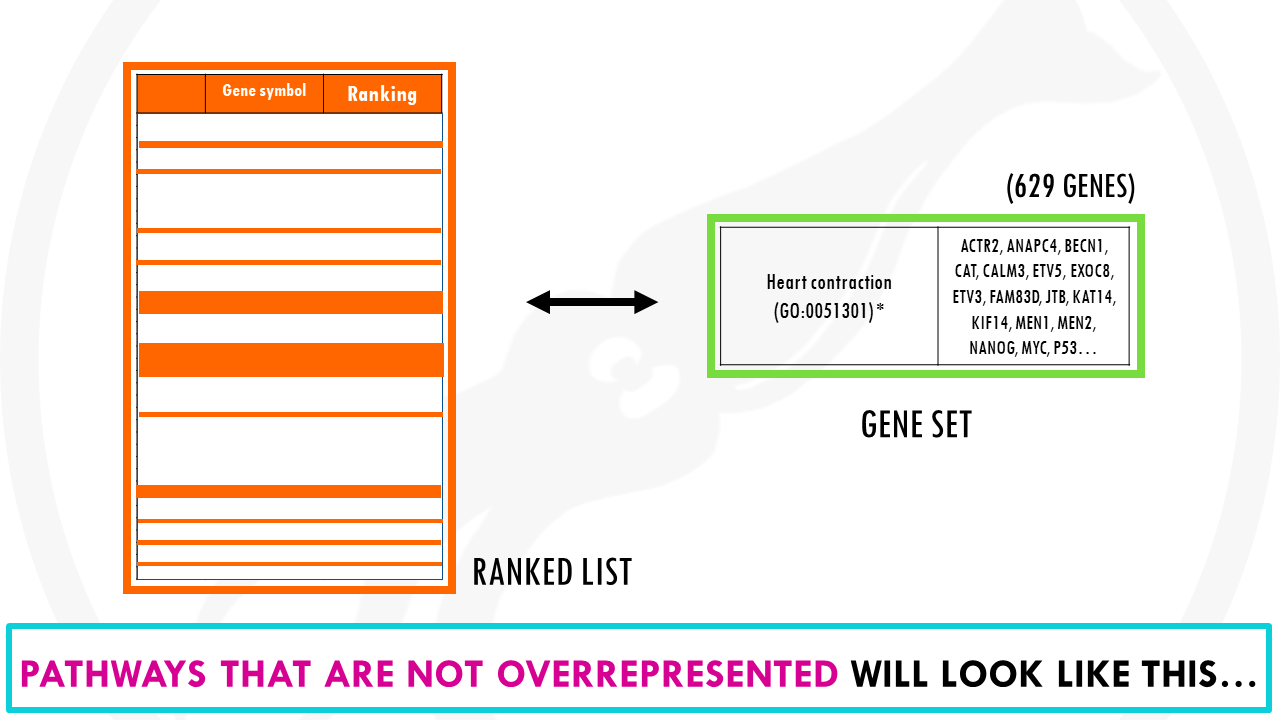 Gene symbol
Ranking
(629 GENES)
Heart contraction
(GO:0051301)*
ACTR2, ANAPC4, BECN1,
CAT, CALM3, ETV5, EXOC8,
ETV3, FAM83D, JTB, KAT14,
KIF14, MEN1, MEN2,
NANOG, MYC, P53...
GENE SET
RANKED LIST
PATHWAYS THAT ARE NOT OVERREPRESENTED WILL LOOK LIKE THIS...